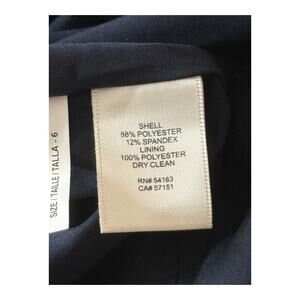 SHELL
88% POLYESTER
12% SPANDEX
LINING
100% POLYESTER
DRY CLEAN
RN# 54163
CA# 57151
SIZE | TAILLE | TALLA - 6